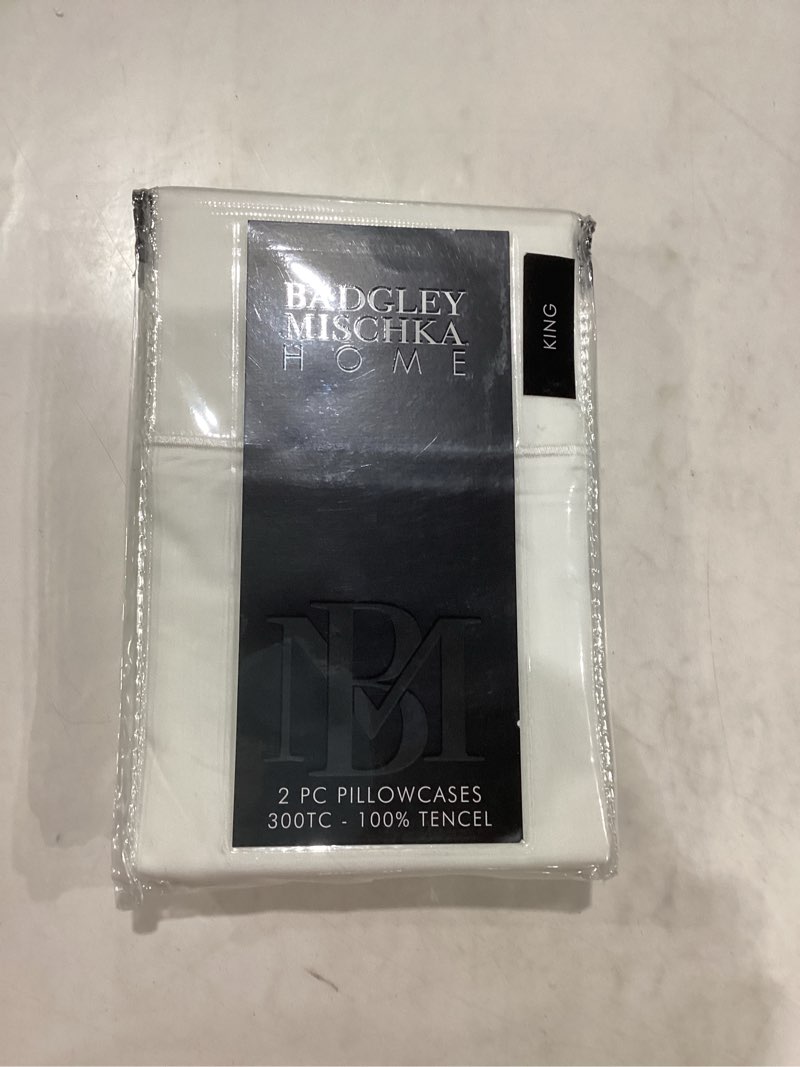 BADGLEY
MISCHKA
HOME
KING
BM
2 PC PILLOWCASES
300TC - 100% TENCEL